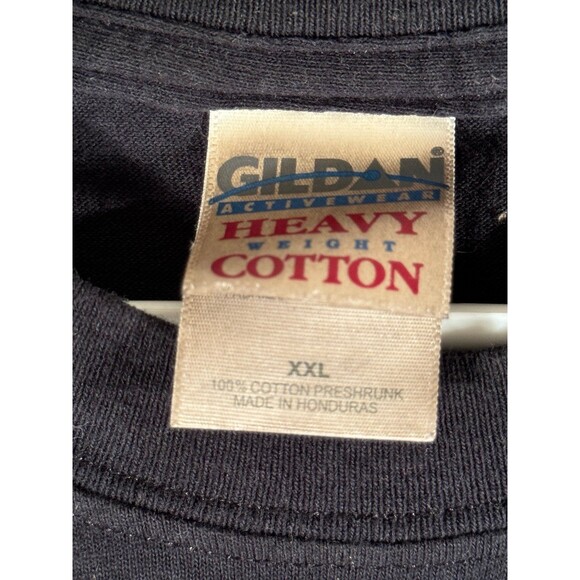 GILDAN
ACTIVEWEAR
HEAVY
WEIGHT
COTTON
XXL
100% COTTON PRESHRUNK
MADE IN HONDURAS